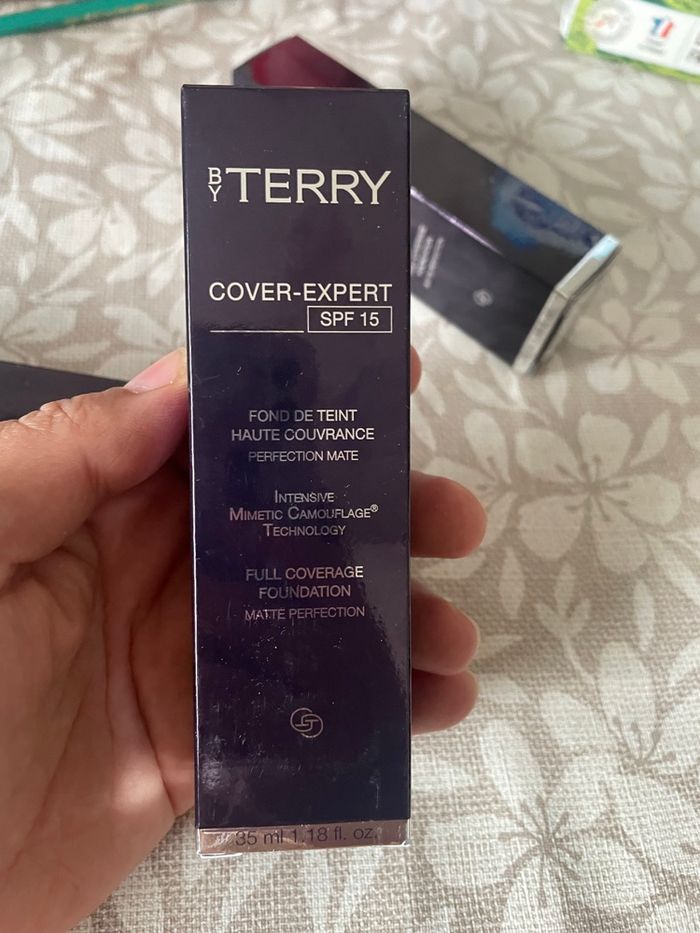 BY TERRY
COVER-EXPERT
SPF 15
FOND DE TEINT
HAUTE COUVRANCE
PERFECTION MATE
INTENSIVE
MIMETIC CAMOUFLAGE®
TECHNOLOGY
FULL COVERAGE
FOUNDATION
MATTE PERFECTION
35 ml 1.18 fl. oz.